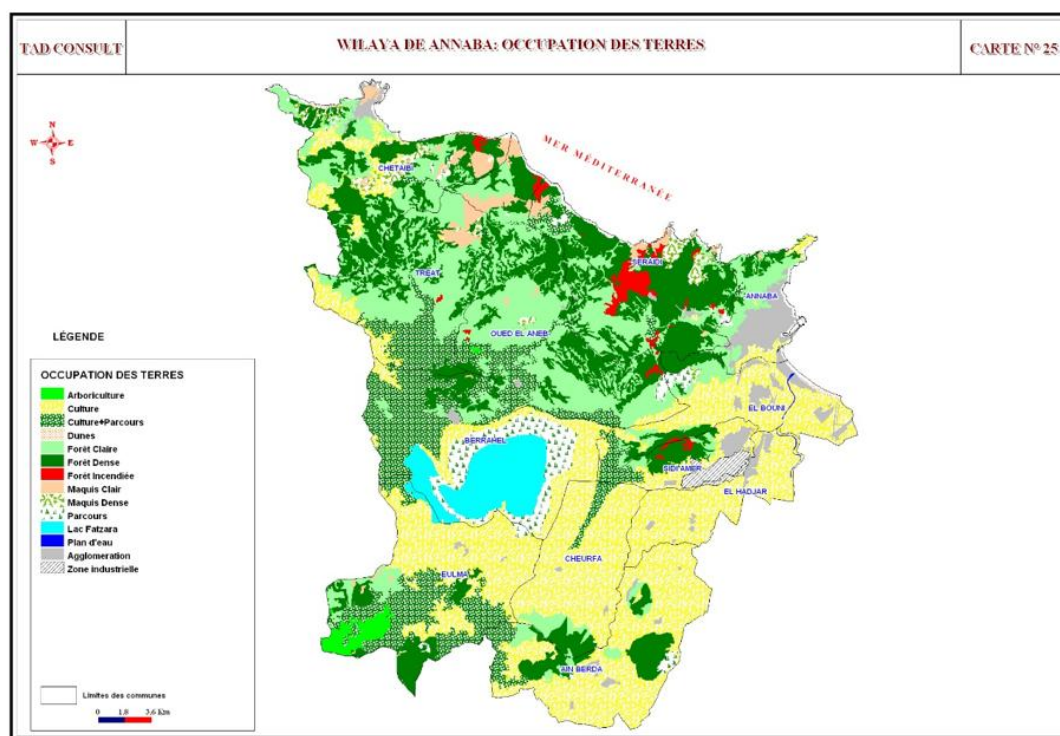 TAD CONSULT
WILAYA DE ANNABA: OCCUPATION DES TERRES
CARTE N° 25
N
W E
S
MER MÉDITERRANÉE
CHETAIBI
SERAIDI
TREAT
ANNABA
OUED EL ANEB
EL BOUNI
BERRAHEL
SIDI AMER
EL HADJAR
CHEURFA
EULMA
AIN BERDA
LÉGENDE
OCCUPATION DES TERRES
Arboriculture
Culture
Culture+Parcours
Dunes
Forêt Claire
Forêt Dense
Forêt Incendiée
Maquis Clair
Maquis Dense
Parcours
Lac Fatzara
Plan d'eau
Agglomération
Zone industrielle
Limites des communes
0 1.8 3.6 Km